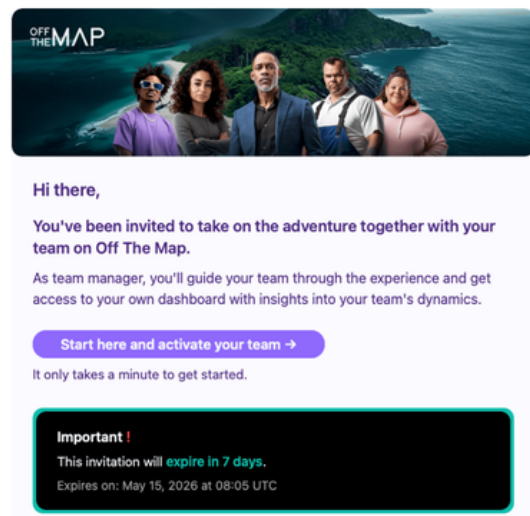 OFF
THE MAP
Hi there,
You've been invited to take on the adventure together with your
team on Off The Map.
As team manager, you'll guide your team through the experience and get
access to your own dashboard with insights into your team's dynamics.
Start here and activate your team →
It only takes a minute to get started.
Important❗
This invitation will expire in 7 days.
Expires on: May 15, 2026 at 08:05 UTC